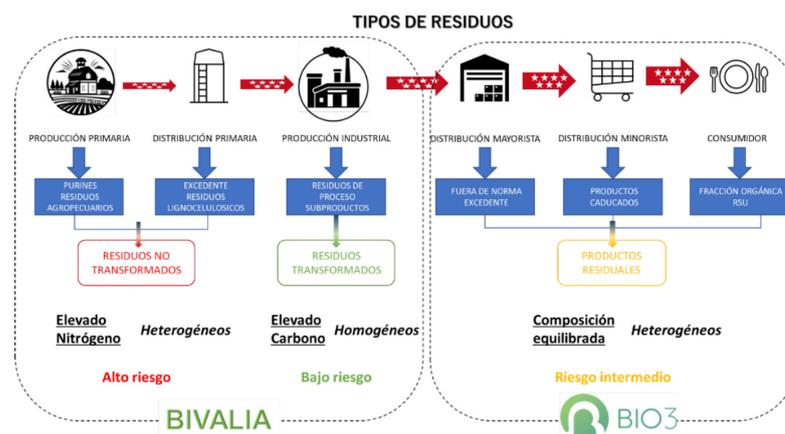 TIPOS DE RESIDUOS
PRODUCCIÓN PRIMARIA
DISTRIBUCIÓN PRIMARIA
PRODUCCIÓN INDUSTRIAL
DISTRIBUCIÓN MAYORISTA
DISTRIBUCIÓN MINORISTA
CONSUMIDOR
PURINES
RESIDUOS
AGROPECUARIOS
EXCEDENTE
RESIDUOS
LIGNOCELULOSICOS
RESIDUOS DE
PROCESO
SUBPRODUCTOS
FUERA DE NORMA
EXCEDENTE
PRODUCTOS
CADUCADOS
FRACCIÓN ORGÁNICA
RSU
RESIDUOS NO
TRANSFORMADOS
RESIDUOS
TRANSFORMADOS
PRODUCTOS
RESIDUALES
Elevado
Nitrógeno
Heterogéneos
Elevado
Carbono
Homogéneos
Composición
equilibrada
Heterogéneos
Alto riesgo
Bajo riesgo
Riesgo intermedio
BIVALIA
BIO3